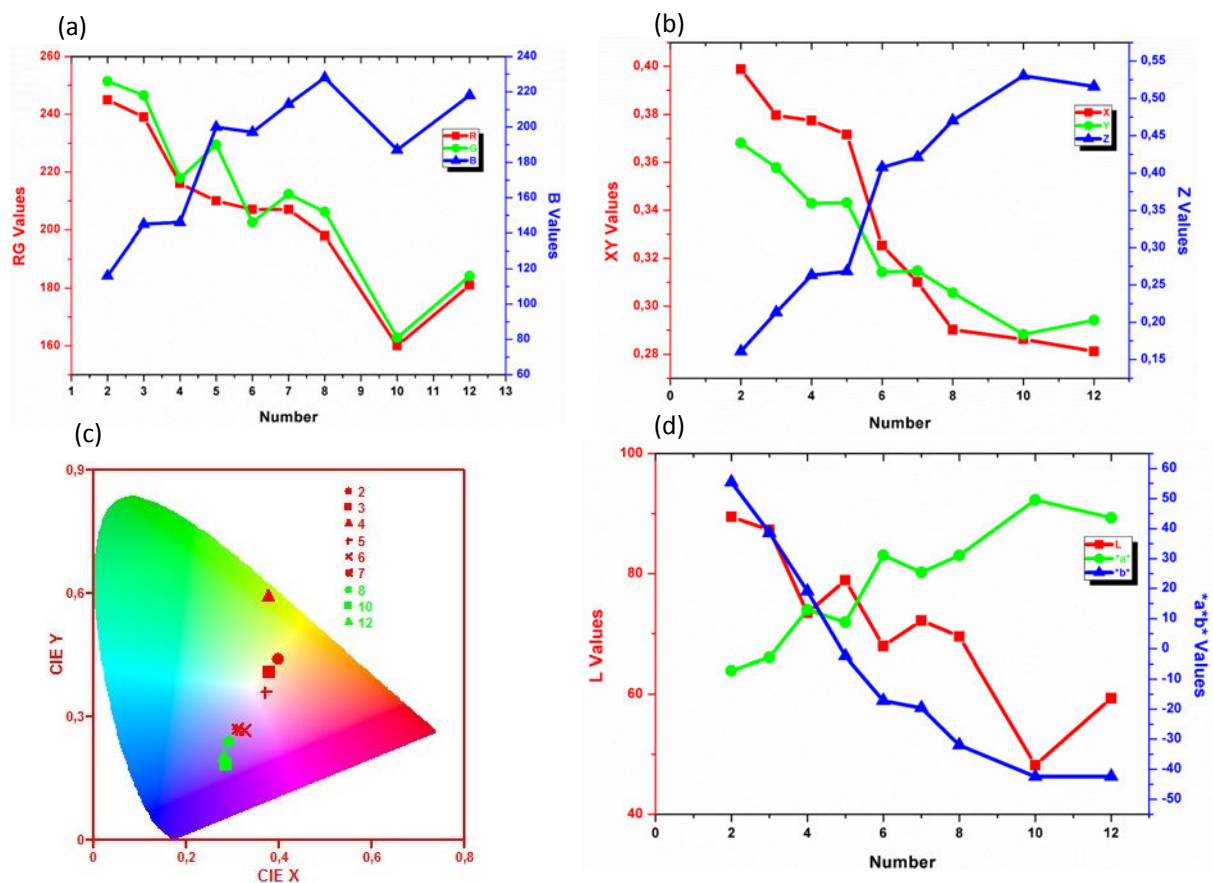 (a)
260
240
220
200
180
160
RG Values
240
220
200
180
160
140
120
100
80
60
B Values
R
G
B
1 2 3 4 5 6 7 8 9 10 11 12 13
Number
(b)
0,40
0,38
0,36
0,34
0,32
0,30
0,28
XY Values
0,55
0,50
0,45
0,40
0,35
0,30
0,25
0,20
0,15
Z Values
X
Y
Z
0 2 4 6 8 10 12
Number
(c)
0,9
0,6
0,3
0
CIE Y
2
3
4
5
6
7
8
10
12
0 0,2 0,4 0,6 0,8
CIE X
(d)
100
80
60
40
L Values
60
50
40
30
20
10
0
-10
-20
-30
-40
-50
*a*b* Values
L
*a*
*b*
0 2 4 6 8 10 12
Number